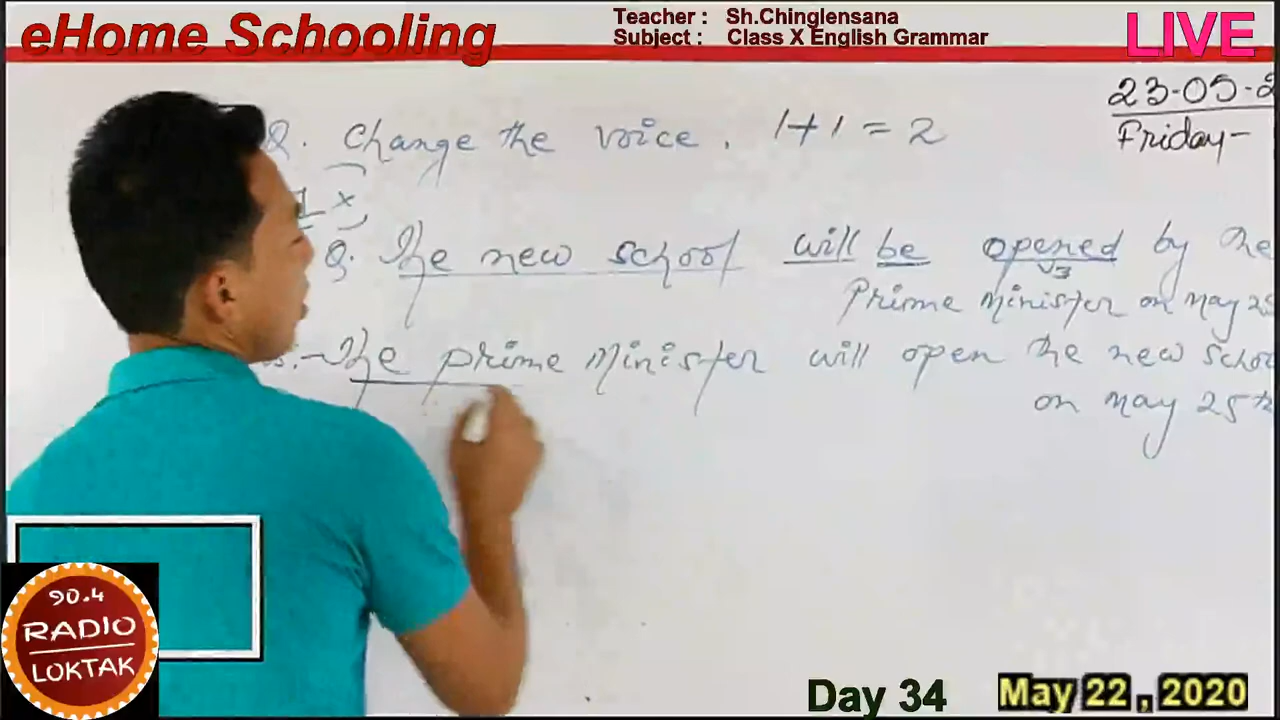 eHome Schooling
Teacher : Sh.Chinglensana
Subject : Class X English Grammar
LIVE
23-05-2
Friday-
Q. Change the voice. 1+1=2
1 x
Q. The new school will be opened by the
V3
Prime Minister on May 25
The Prime Minister will open the new schoo
on May 25th
90.4
RADIO
LOKTAK
Day 34
May 22 , 2020